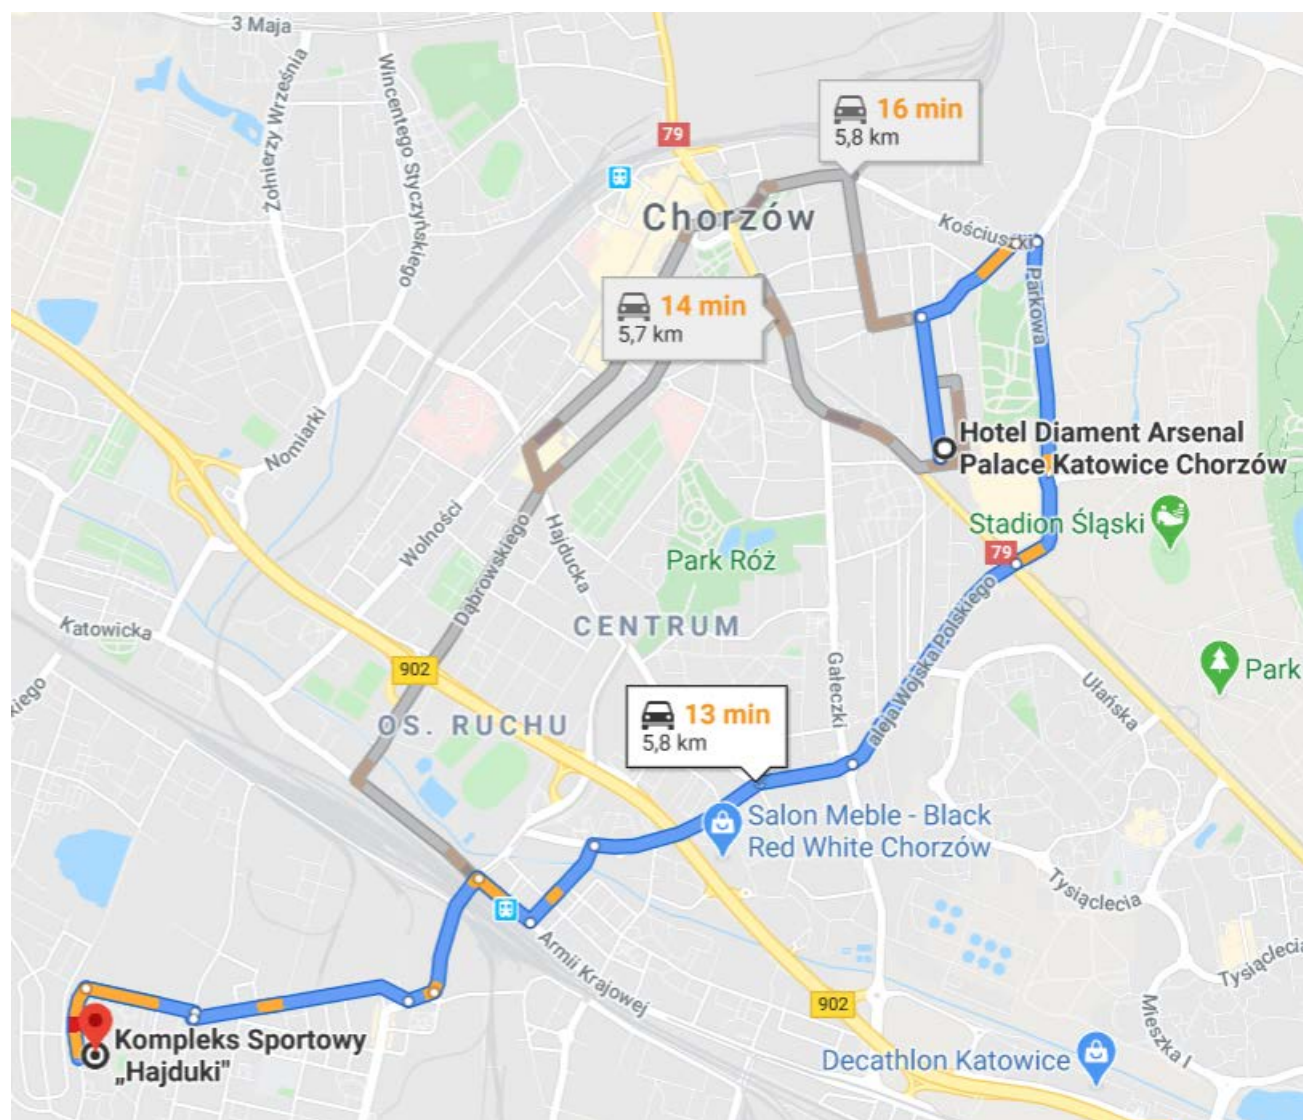 3 Maja
Żołnierzy Września
Wincentego Styczyńskiego
16 min
5,8 km
79
Chorzów
Kościuszki
Parkowa
14 min
5,7 km
Nomiarki
Hotel Diament Arsenal
Palace Katowice Chorzów
Wolności
Hajducka
Dąbrowskiego
Stadion Śląski
79
Park Róż
CENTRUM
Katowicka
902
Gałeczki
aleja Wojska Polskiego
Ułańska
Park
kiego
OS. RUCHU
13 min
5,8 km
Salon Meble - Black
Red White Chorzów
Tysiąclecia
Tysiąclecia
Armii Krajowej
902
Mieszka I
Kompleks Sportowy
„Hajduki"
Decathlon Katowice